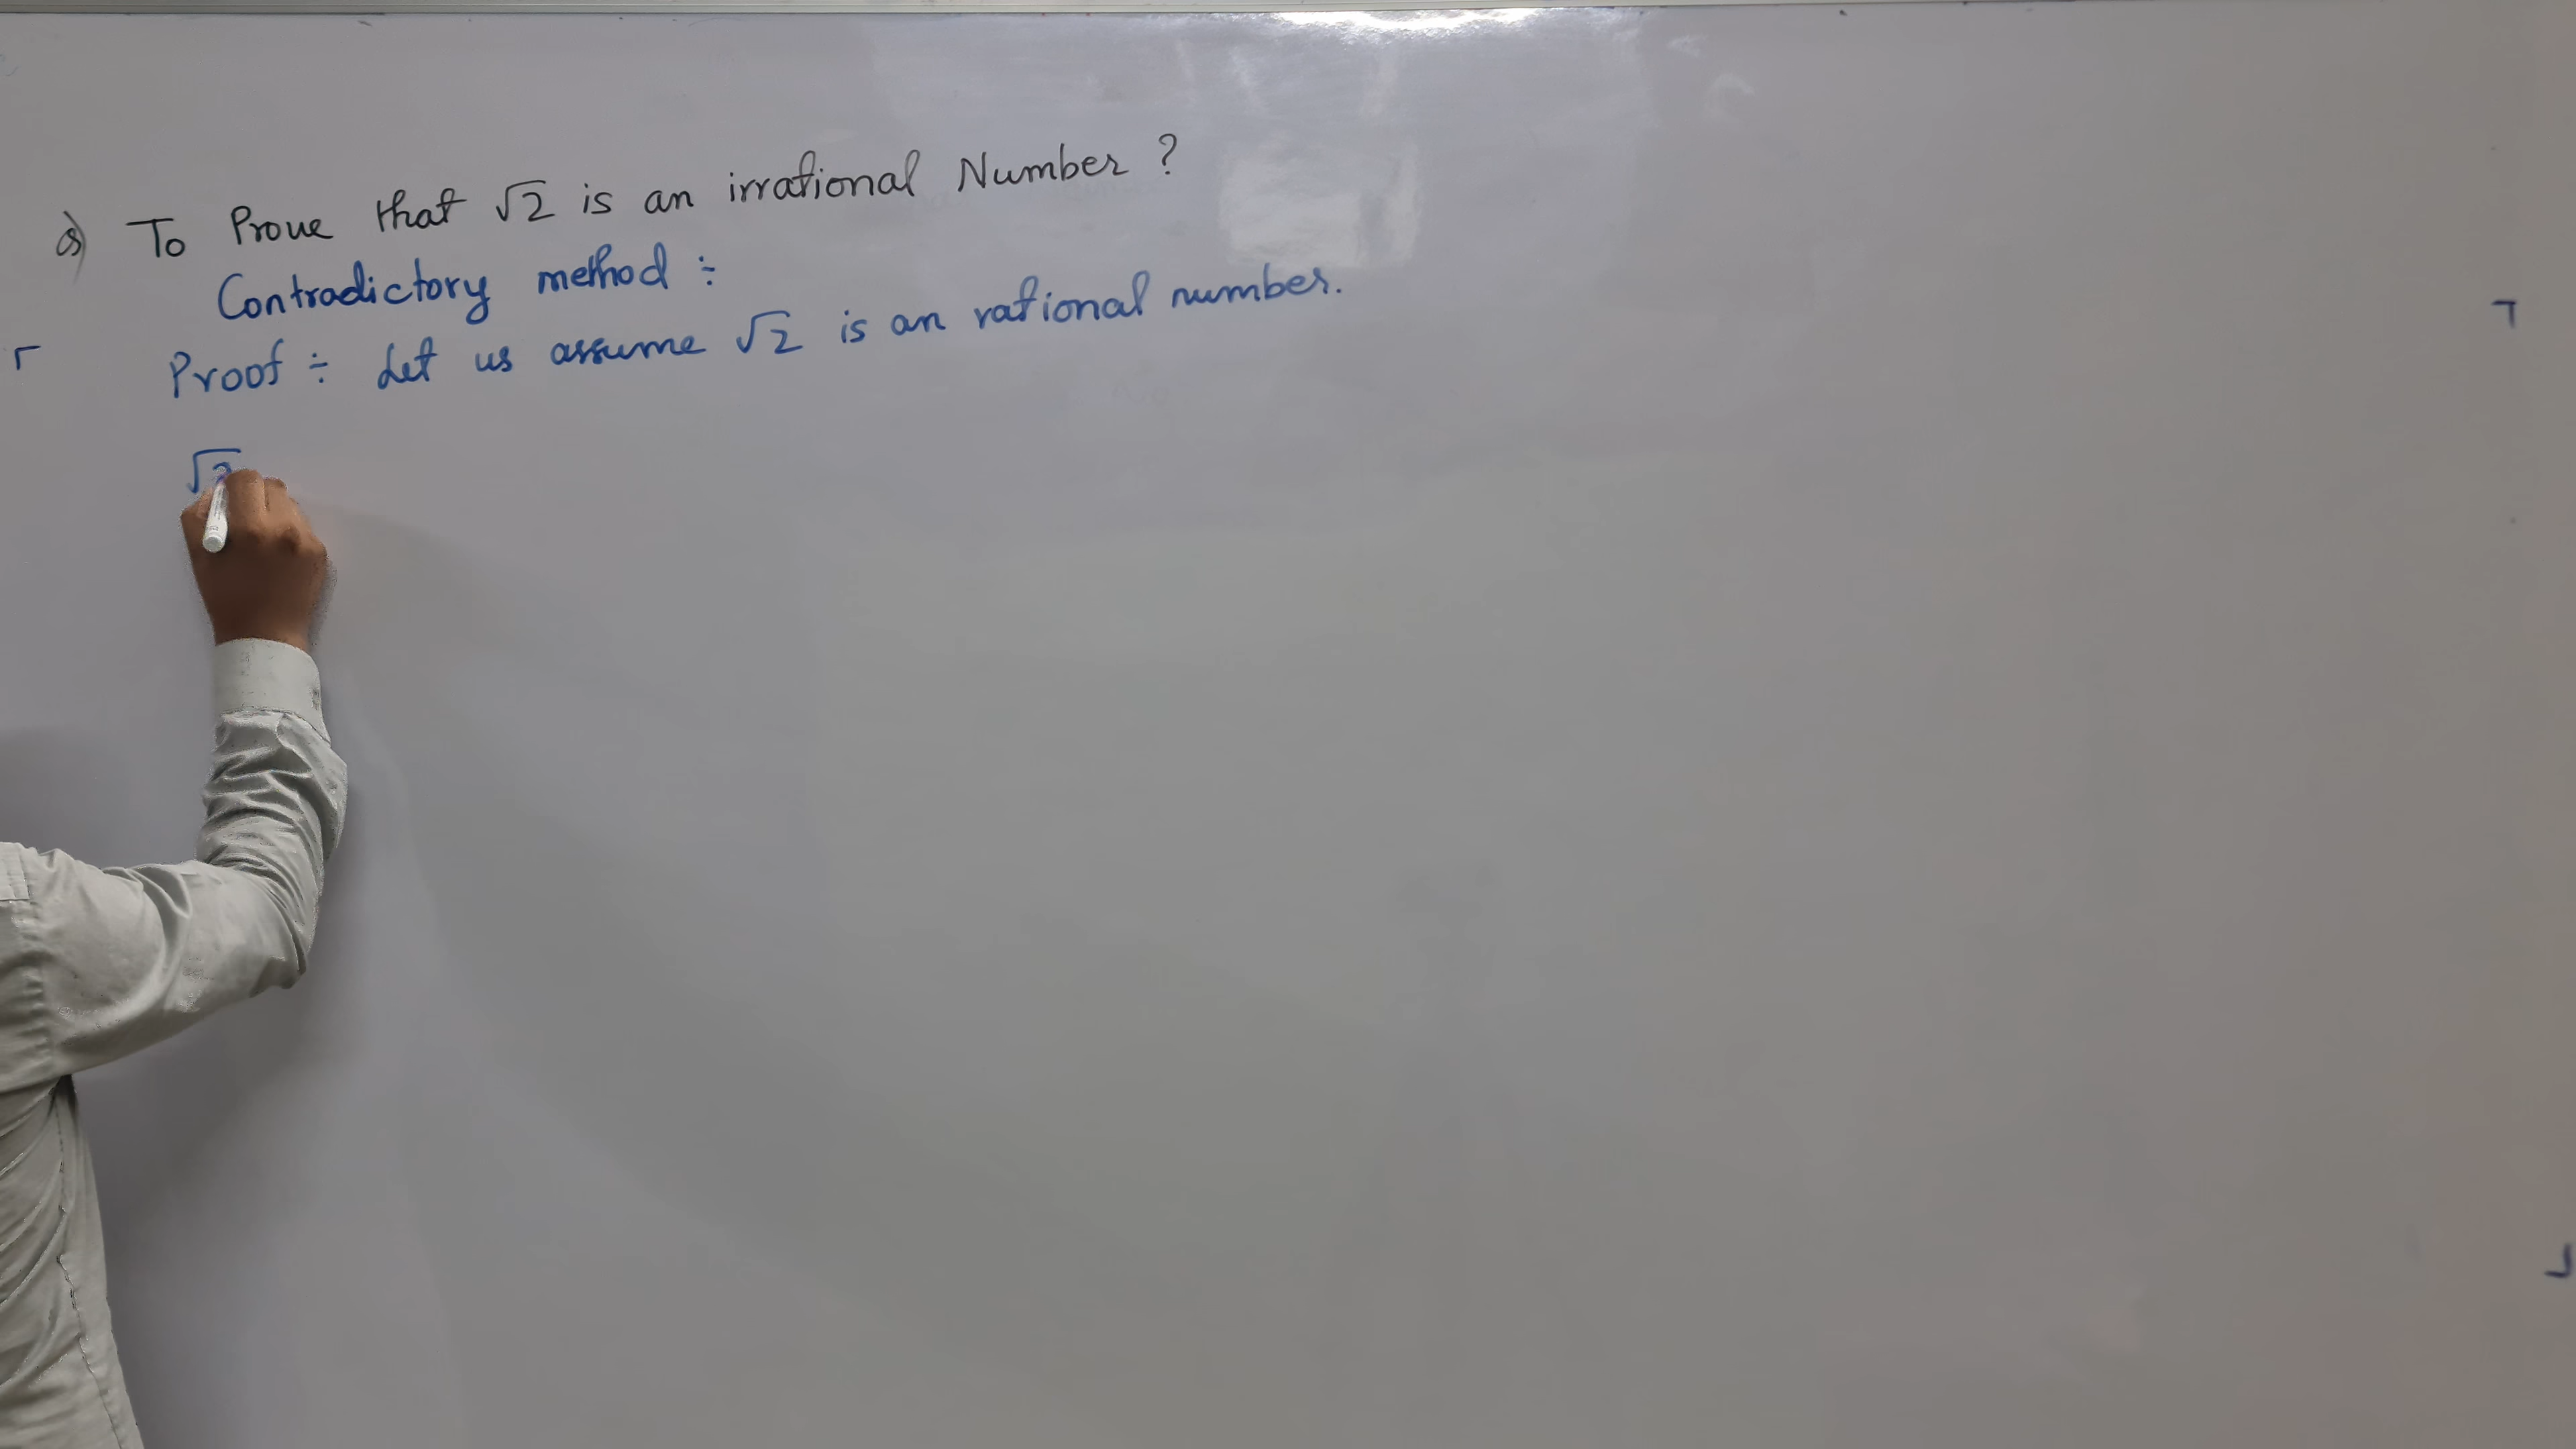 Q) To Prove that √2 is an irrational Number ?
Contradictory method ÷
Proof ÷ Let us assume √2 is an rational number.
√2